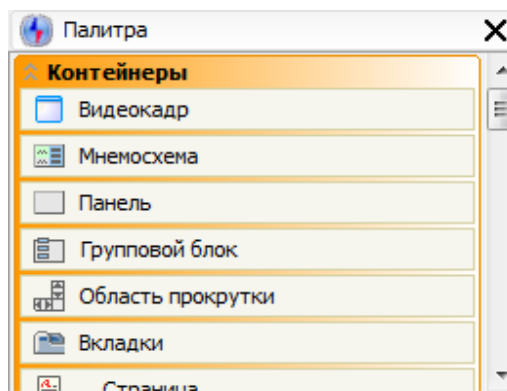 Палитра
Контейнеры
Видеокадр
Мнемосхема
Панель
Групповой блок
Область прокрутки
Вкладки
Страница